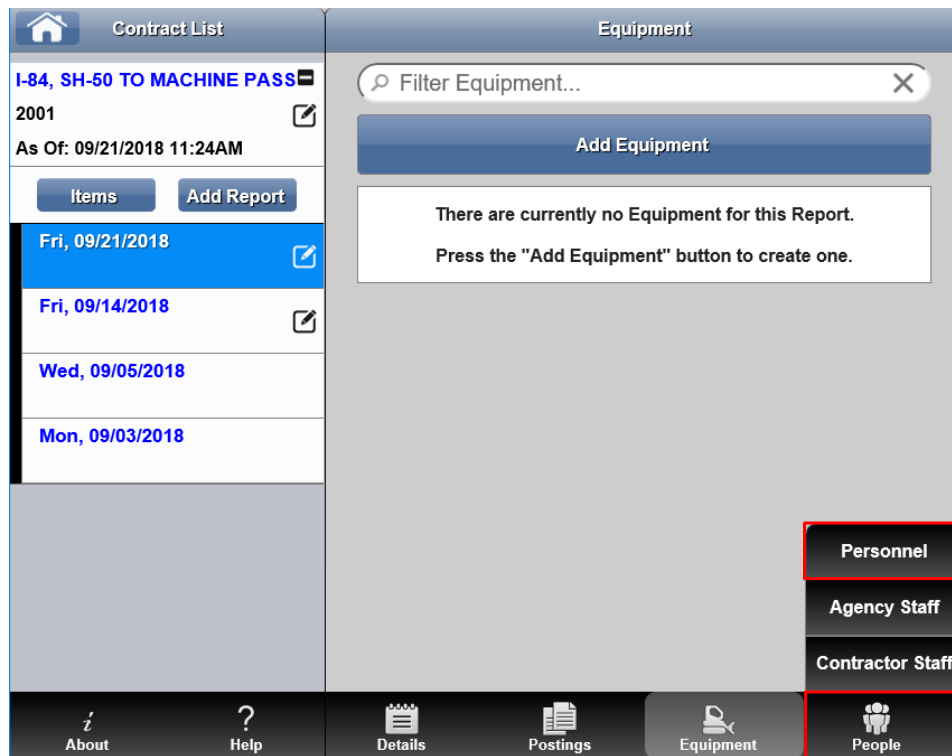 Contract List
Equipment
I-84, SH-50 TO MACHINE PASS
2001
As Of: 09/21/2018 11:24AM
Items
Add Report
Fri, 09/21/2018
Fri, 09/14/2018
Wed, 09/05/2018
Mon, 09/03/2018
Filter Equipment...
Add Equipment
There are currently no Equipment for this Report.
Press the "Add Equipment" button to create one.
Personnel
Agency Staff
Contractor Staff
i
About
?
Help
Details
Postings
Equipment
People